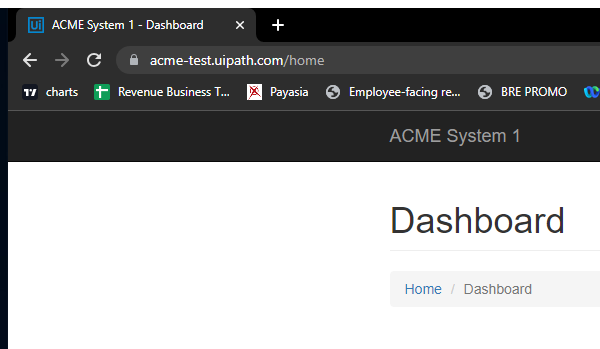 Ui ACME System 1 - Dashboard
acme-test.uipath.com/home
charts Revenue Business T... Payasia Employee-facing re... BRE PROMO
ACME System 1
Dashboard
Home / Dashboard